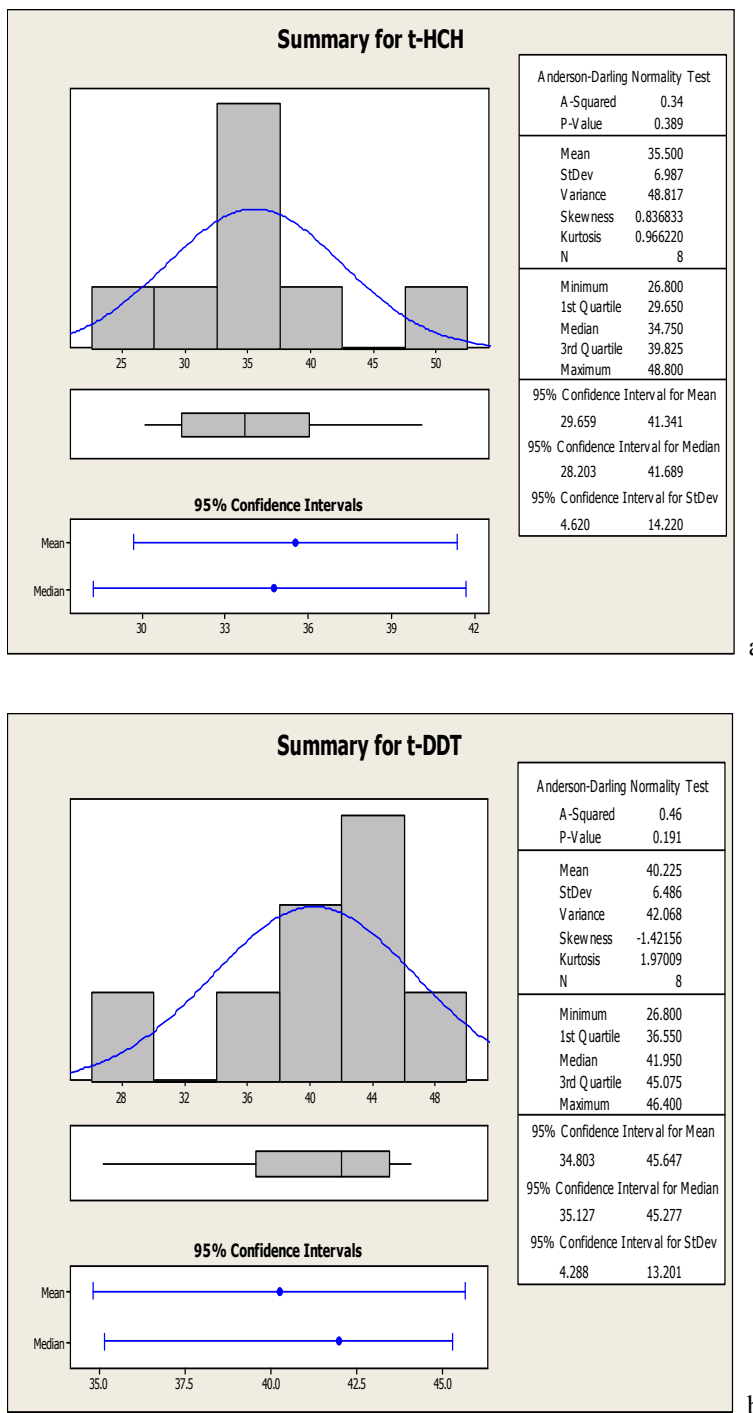 Summary for t-HCH
Anderson-Darling Normality Test
A-Squared 0.34
P-Value 0.389
Mean 35.500
StDev 6.987
Variance 48.817
Skewness 0.836833
Kurtosis 0.966220
N 8
Minimum 26.800
1st Quartile 29.650
Median 34.750
3rd Quartile 39.825
Maximum 48.800
95% Confidence Interval for Mean
29.659 41.341
95% Confidence Interval for Median
28.203 41.689
95% Confidence Interval for StDev
4.620 14.220
25 30 35 40 45 50
95% Confidence Intervals
Mean
Median
30 33 36 39 42
a
Summary for t-DDT
Anderson-Darling Normality Test
A-Squared 0.46
P-Value 0.191
Mean 40.225
StDev 6.486
Variance 42.068
Skewness -1.42156
Kurtosis 1.97009
N 8
Minimum 26.800
1st Quartile 36.550
Median 41.950
3rd Quartile 45.075
Maximum 46.400
95% Confidence Interval for Mean
34.803 45.647
95% Confidence Interval for Median
35.127 45.277
95% Confidence Interval for StDev
4.288 13.201
28 32 36 40 44 48
95% Confidence Intervals
Mean
Median
35.0 37.5 40.0 42.5 45.0
b